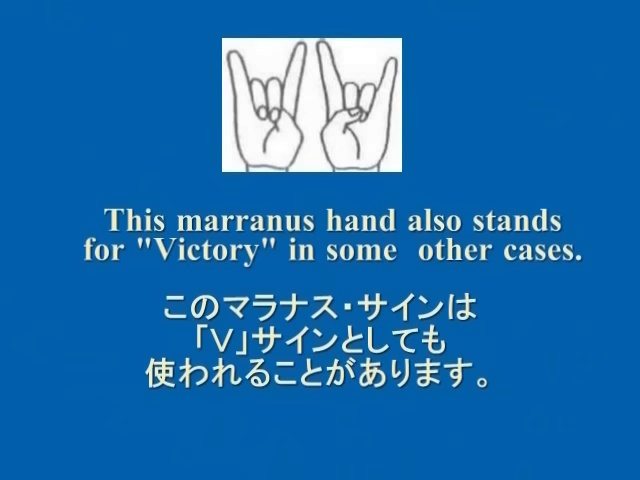 This marranus hand also stands
for "Victory" in some other cases.
このマラナス・サインは
「V」サインとしても
使われることがあります。